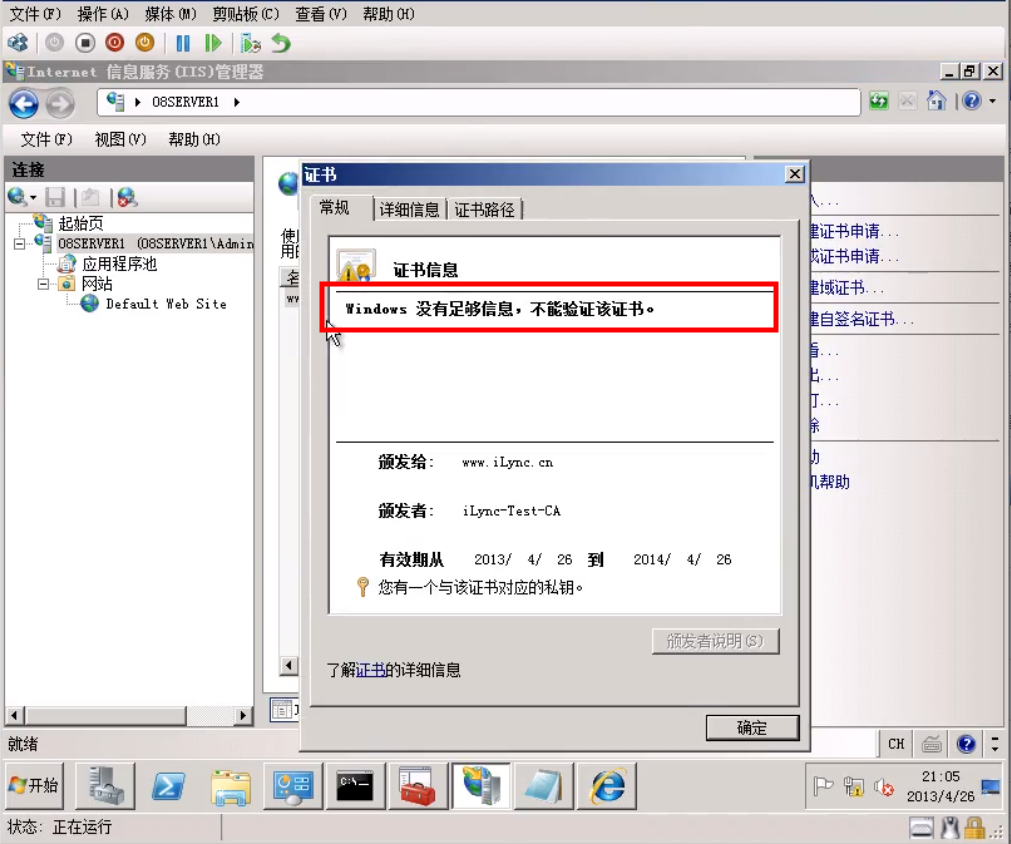 文件(F) 操作(A) 媒体(M) 剪贴板(C) 查看(V) 帮助(H)
Internet 信息服务(IIS)管理器
08SERVER1
文件(F) 视图(V) 帮助(H)
连接
起始页
08SERVER1 (08SERVER1\Admin
应用程序池
网站
Default Web Site
证书
常规 详细信息 证书路径
证书信息
Windows 没有足够信息，不能验证该证书。
颁发给: www.iLync.cn
颁发者: iLync-Test-CA
有效期从 2013/ 4/ 26 到 2014/ 4/ 26
您有一个与该证书对应的私钥。
颁发者说明(S)
了解证书的详细信息
确定
入...
建证书申请...
成证书申请...
建域证书...
建自签名证书...
看...
出...
订...
除
助
机帮助
就绪
CH
开始
21:05
2013/4/26
状态: 正在运行